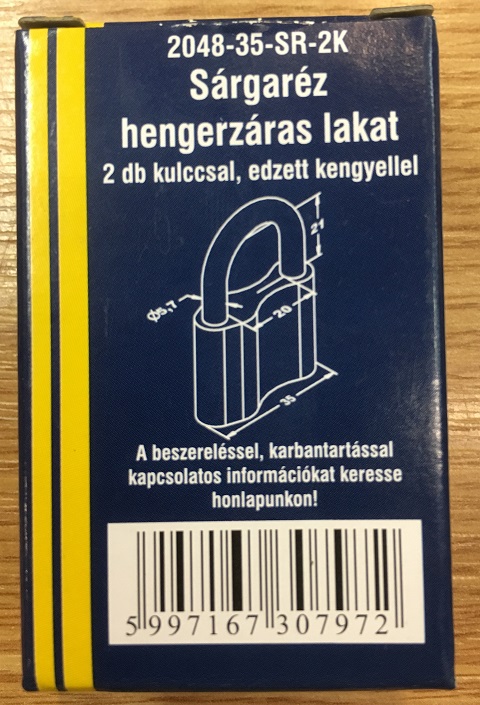 2048-35-SR-2K
Sárgaréz
hengerzáras lakat
2 db kulccsal, edzett kengyellel
21
Ø5,7
20
35
A beszereléssel, karbantartással
kapcsolatos információkat keresse
honlapunkon!
5 997167 307972